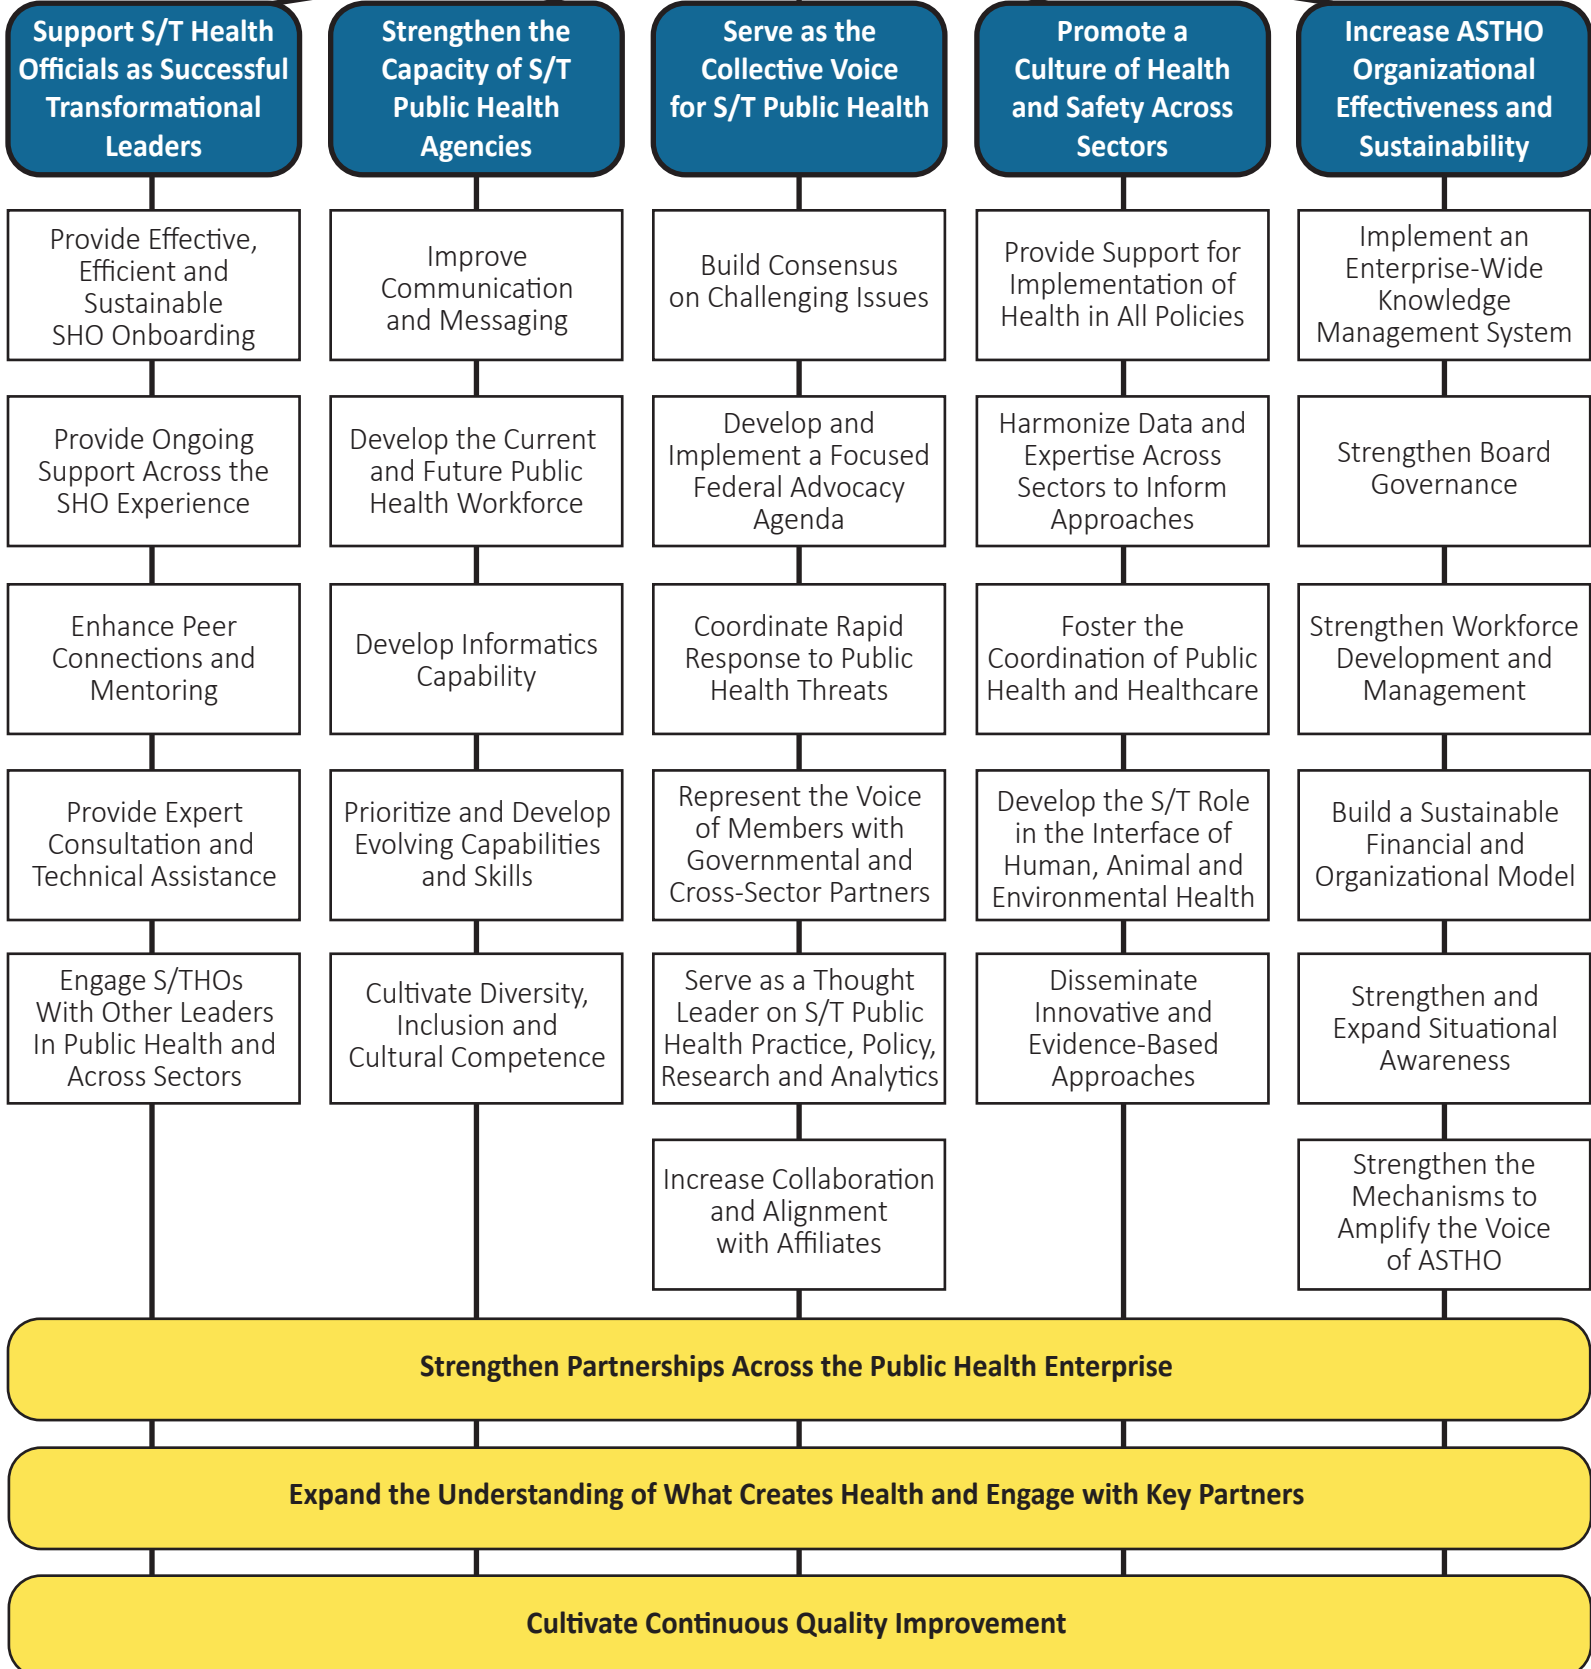 Support S/T Health
Officials as Successful
Transformational
Leaders
Strengthen the
Capacity of S/T
Public Health
Agencies
Serve as the
Collective Voice
for S/T Public Health
Promote a
Culture of Health
and Safety Across
Sectors
Increase ASTHO
Organizational
Effectiveness and
Sustainability
Provide Effective,
Efficient and
Sustainable
SHO Onboarding
Improve
Communication
and Messaging
Build Consensus
on Challenging Issues
Provide Support for
Implementation of
Health in All Policies
Implement an
Enterprise-Wide
Knowledge
Management System
Provide Ongoing
Support Across the
SHO Experience
Develop the Current
and Future Public
Health Workforce
Develop and
Implement a Focused
Federal Advocacy
Agenda
Harmonize Data and
Expertise Across
Sectors to Inform
Approaches
Strengthen Board
Governance
Enhance Peer
Connections and
Mentoring
Develop Informatics
Capability
Coordinate Rapid
Response to Public
Health Threats
Foster the
Coordination of Public
Health and Healthcare
Strengthen Workforce
Development and
Management
Provide Expert
Consultation and
Technical Assistance
Prioritize and Develop
Evolving Capabilities
and Skills
Represent the Voice
of Members with
Governmental and
Cross-Sector Partners
Develop the S/T Role
in the Interface of
Human, Animal and
Environmental Health
Build a Sustainable
Financial and
Organizational Model
Engage S/THOs
With Other Leaders
In Public Health and
Across Sectors
Cultivate Diversity,
Inclusion and
Cultural Competence
Serve as a Thought
Leader on S/T Public
Health Practice, Policy,
Research and Analytics
Disseminate
Innovative and
Evidence-Based
Approaches
Strengthen and
Expand Situational
Awareness
Increase Collaboration
and Alignment
with Affiliates
Strengthen the
Mechanisms to
Amplify the Voice
of ASTHO
Strengthen Partnerships Across the Public Health Enterprise
Expand the Understanding of What Creates Health and Engage with Key Partners
Cultivate Continuous Quality Improvement